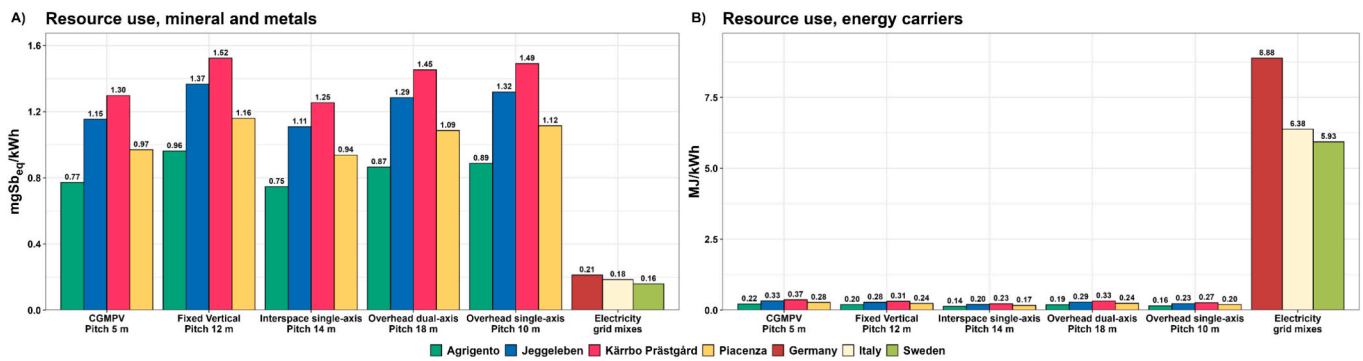 A) Resource use, mineral and metals
mgSbeq/kWh
1.6
1.2
0.8
0.4
0.0
0.77 1.15 1.30 0.97
0.96 1.37 1.52 1.16
0.75 1.11 1.25 0.94
0.87 1.29 1.45 1.09
0.89 1.32 1.49 1.12
0.21 0.18 0.16
CGMPV Fixed Vertical Interspace single-axis Overhead dual-axis Overhead single-axis Electricity
Pitch 5 m Pitch 12 m Pitch 14 m Pitch 18 m Pitch 10 m grid mixes
B) Resource use, energy carriers
MJ/kWh
7.5
5.0
2.5
0.0
0.22 0.33 0.37 0.28
0.20 0.28 0.31 0.24
0.14 0.20 0.23 0.17
0.19 0.29 0.33 0.24
0.16 0.23 0.27 0.20
8.88 6.38 5.93
CGMPV Fixed Vertical Interspace single-axis Overhead dual-axis Overhead single-axis Electricity
Pitch 5 m Pitch 12 m Pitch 14 m Pitch 18 m Pitch 10 m grid mixes
Agrigento Jeggeleben Kärrbo Prästgård Piacenza Germany Italy Sweden